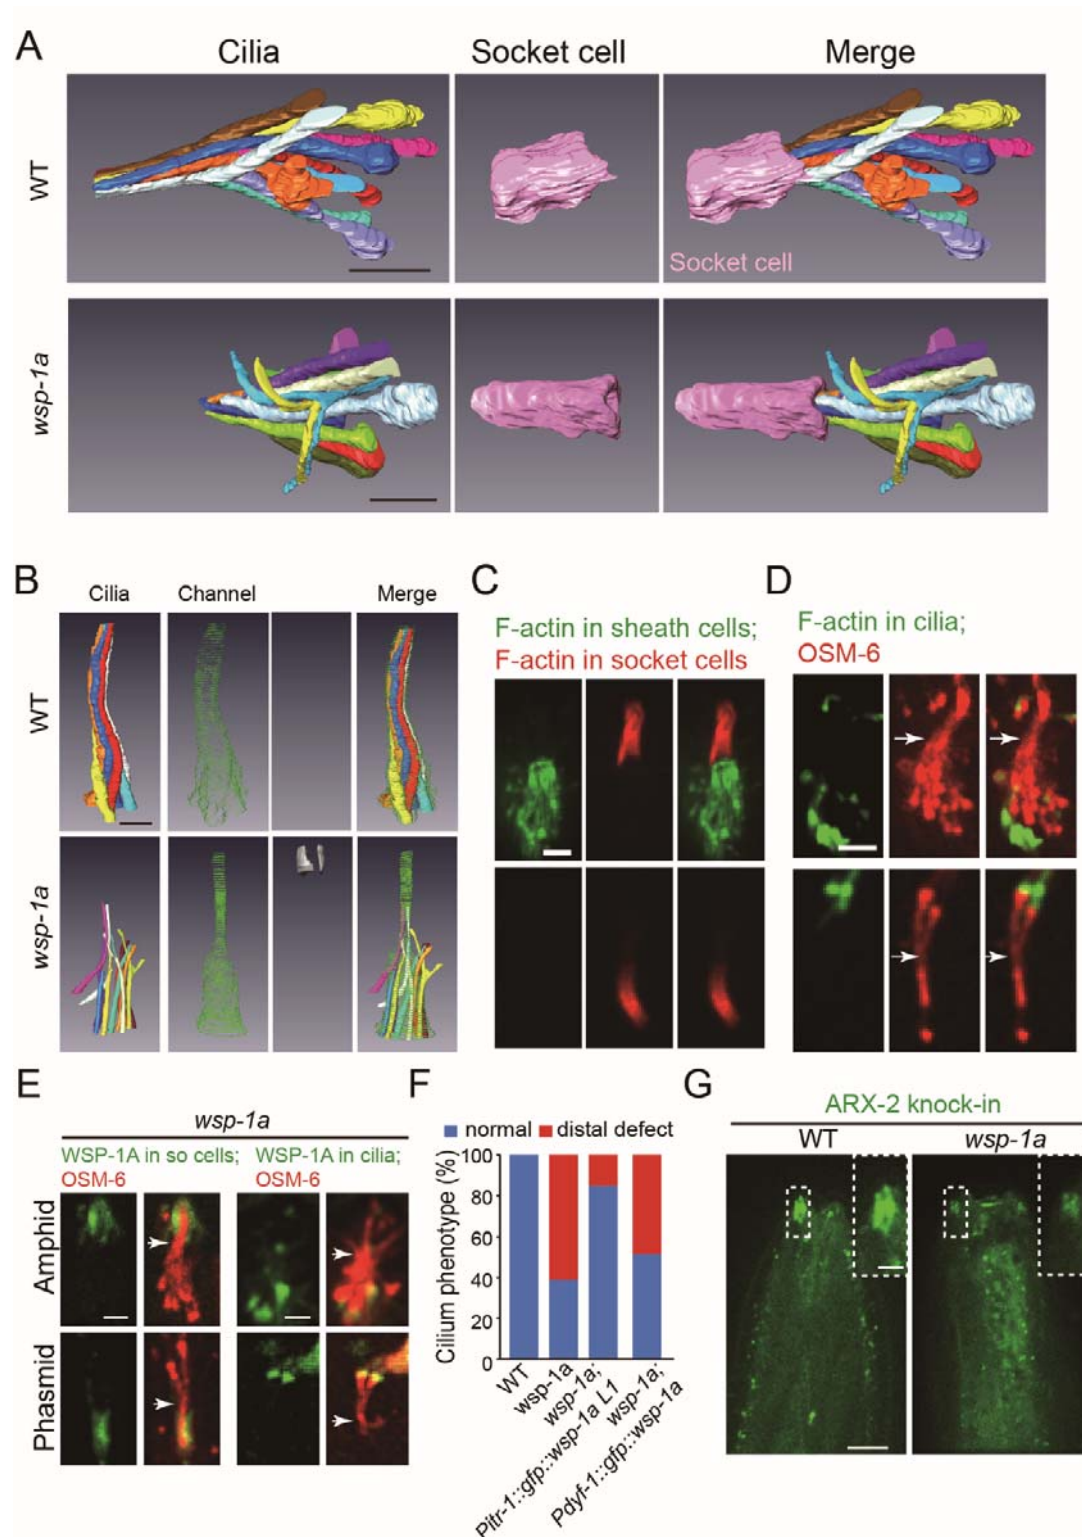 A
Cilia
Socket cell
Merge
WT
Socket cell
wsp-1a
B
Cilia
Channel
Merge
WT
wsp-1a
C
F-actin in sheath cells;
F-actin in socket cells
D
F-actin in cilia;
OSM-6
E
wsp-1a
WSP-1A in so cells;
OSM-6
WSP-1A in cilia;
OSM-6
Amphid
Phasmid
F
normal
distal defect
Cilium phenotype (%)
100
80
60
40
20
0
WT
wsp-1a
wsp-1a;
Pitr-1::gfp::wsp-1a L1
wsp-1a;
Pdyf-1::gfp::wsp-1a
G
ARX-2 knock-in
WT
wsp-1a